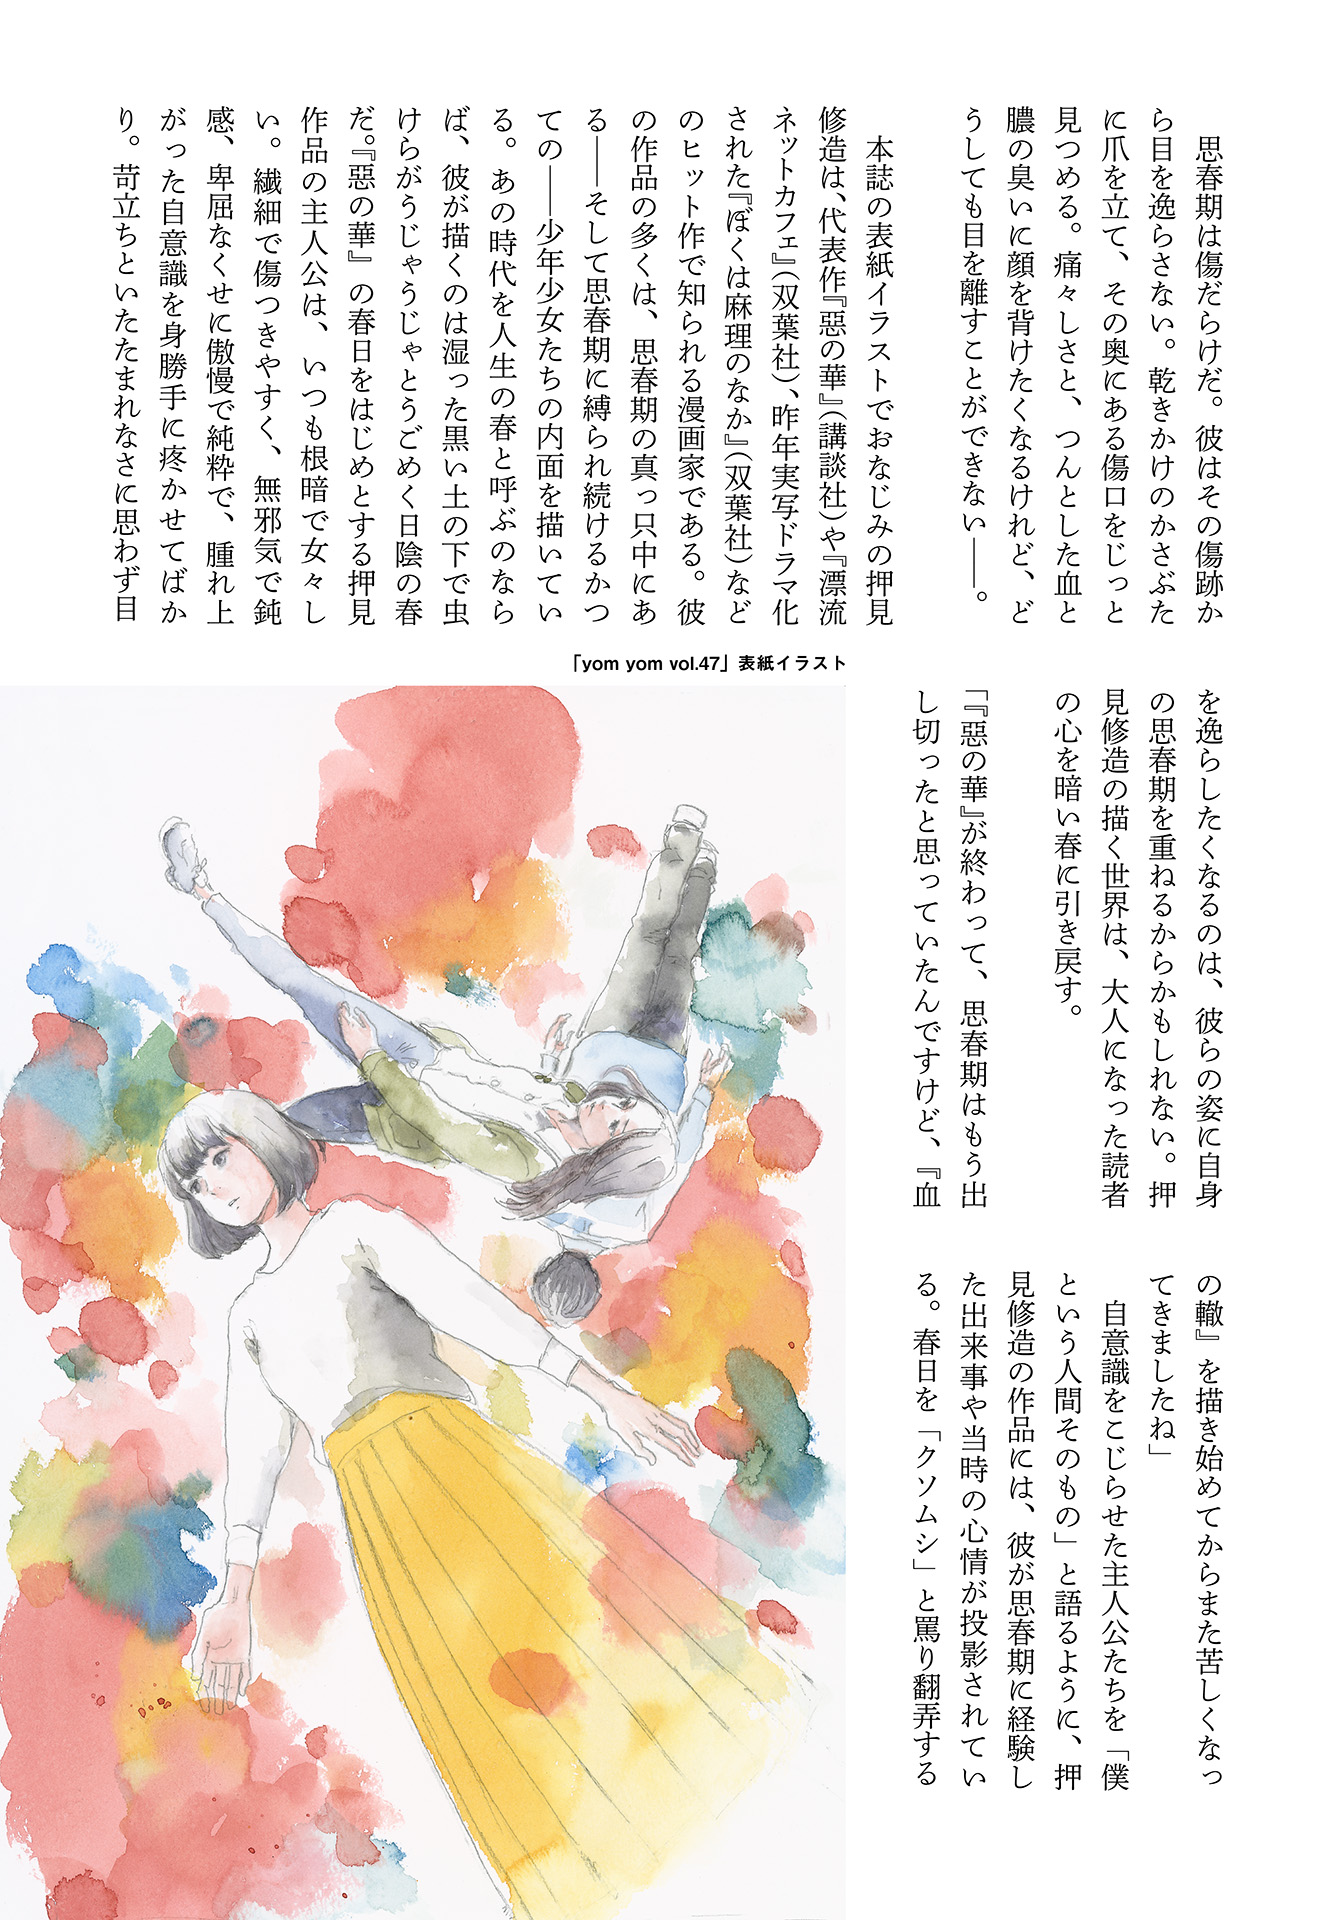 思春期は傷だらけだ。彼はその傷跡か
ら目を逸らさない。乾きかけのかさぶた
に爪を立て、その奥にある傷口をじっと
見つめる。痛々しさと、つんとした血と
膿の臭いに顔を背けたくなるけれど、ど
うしても目を離すことができない――。
本誌の表紙イラストでおなじみの押見
修造は、代表作『惡の華』（講談社）や『漂流
ネットカフェ』（双葉社）、昨年実写ドラマ化
された『ぼくは麻理のなか』（双葉社）など
のヒット作で知られる漫画家である。彼
の作品の多くは、思春期の真っ只中にあ
る――そして思春期に縛られ続けるかつ
ての――少年少女たちの内面を描いてい
る。あの時代を人生の春と呼ぶのなら
ば、彼が描くのは湿った黒い土の下で虫
けらがうじゃうじゃとうごめく日陰の春
だ。『惡の華』の春日をはじめとする押見
作品の主人公は、いつも根暗で女々し
い。繊細で傷つきやすく、無邪気で鈍
感、卑屈なくせに傲慢で純粋で、腫れ上
がった自意識を身勝手に疼かせてばか
り。苛立ちといたたまれなさに思わず目
を逸らしたくなるのは、彼らの姿に自身
の思春期を重ねるからかもしれない。押
見修造の描く世界は、大人になった読者
の心を暗い春に引き戻す。
「『惡の華』が終わって、思春期はもう出
し切ったと思っていたんですけど、『血
の轍』を描き始めてからまた苦しくなっ
てきましたね」
自意識をこじらせた主人公たちを「僕
という人間そのもの」と語るように、押
見修造の作品には、彼が思春期に経験し
た出来事や当時の心情が投影されてい
る。春日を「クソムシ」と罵り翻弄する
「yom yom vol.47」表紙イラスト